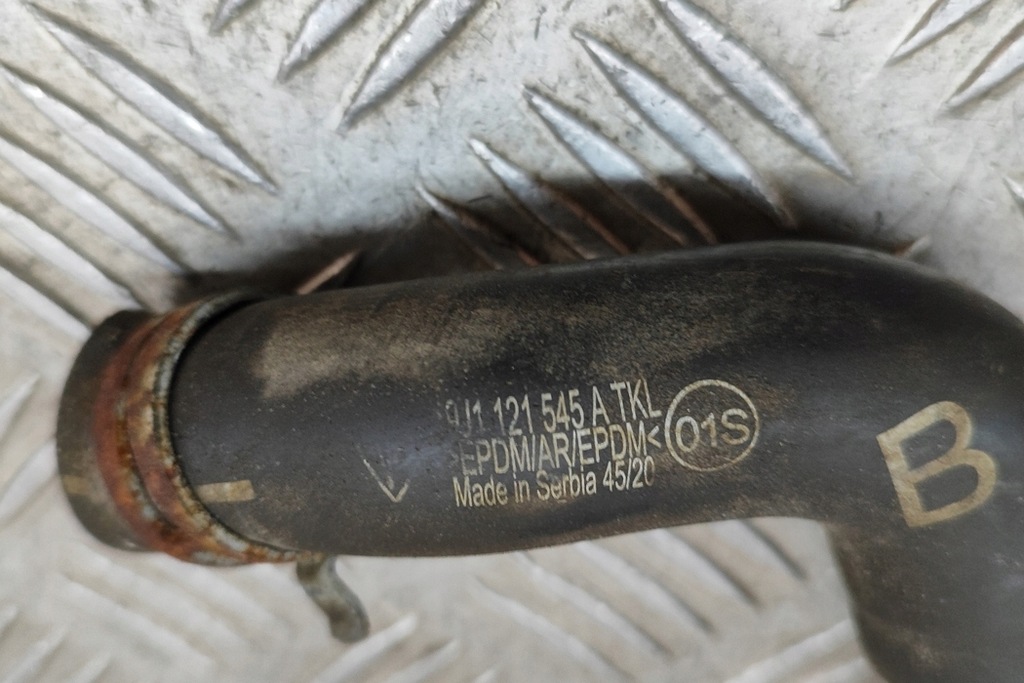 9J1 121 545 A TKL
>EPDM/AR/EPDM<
Made in Serbia 45/20
01S
B